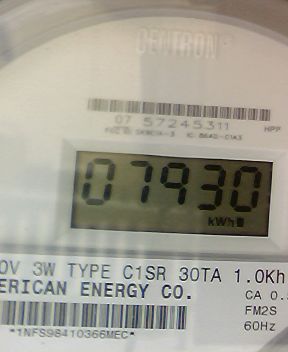 CENTRON®
07 57245311 HPP
07930
kWh
0V 3W TYPE C1SR 30TA 1.0Kh
ERICAN ENERGY CO.
CA 0.
FM2S
60Hz
*1NFS98410366MEC*